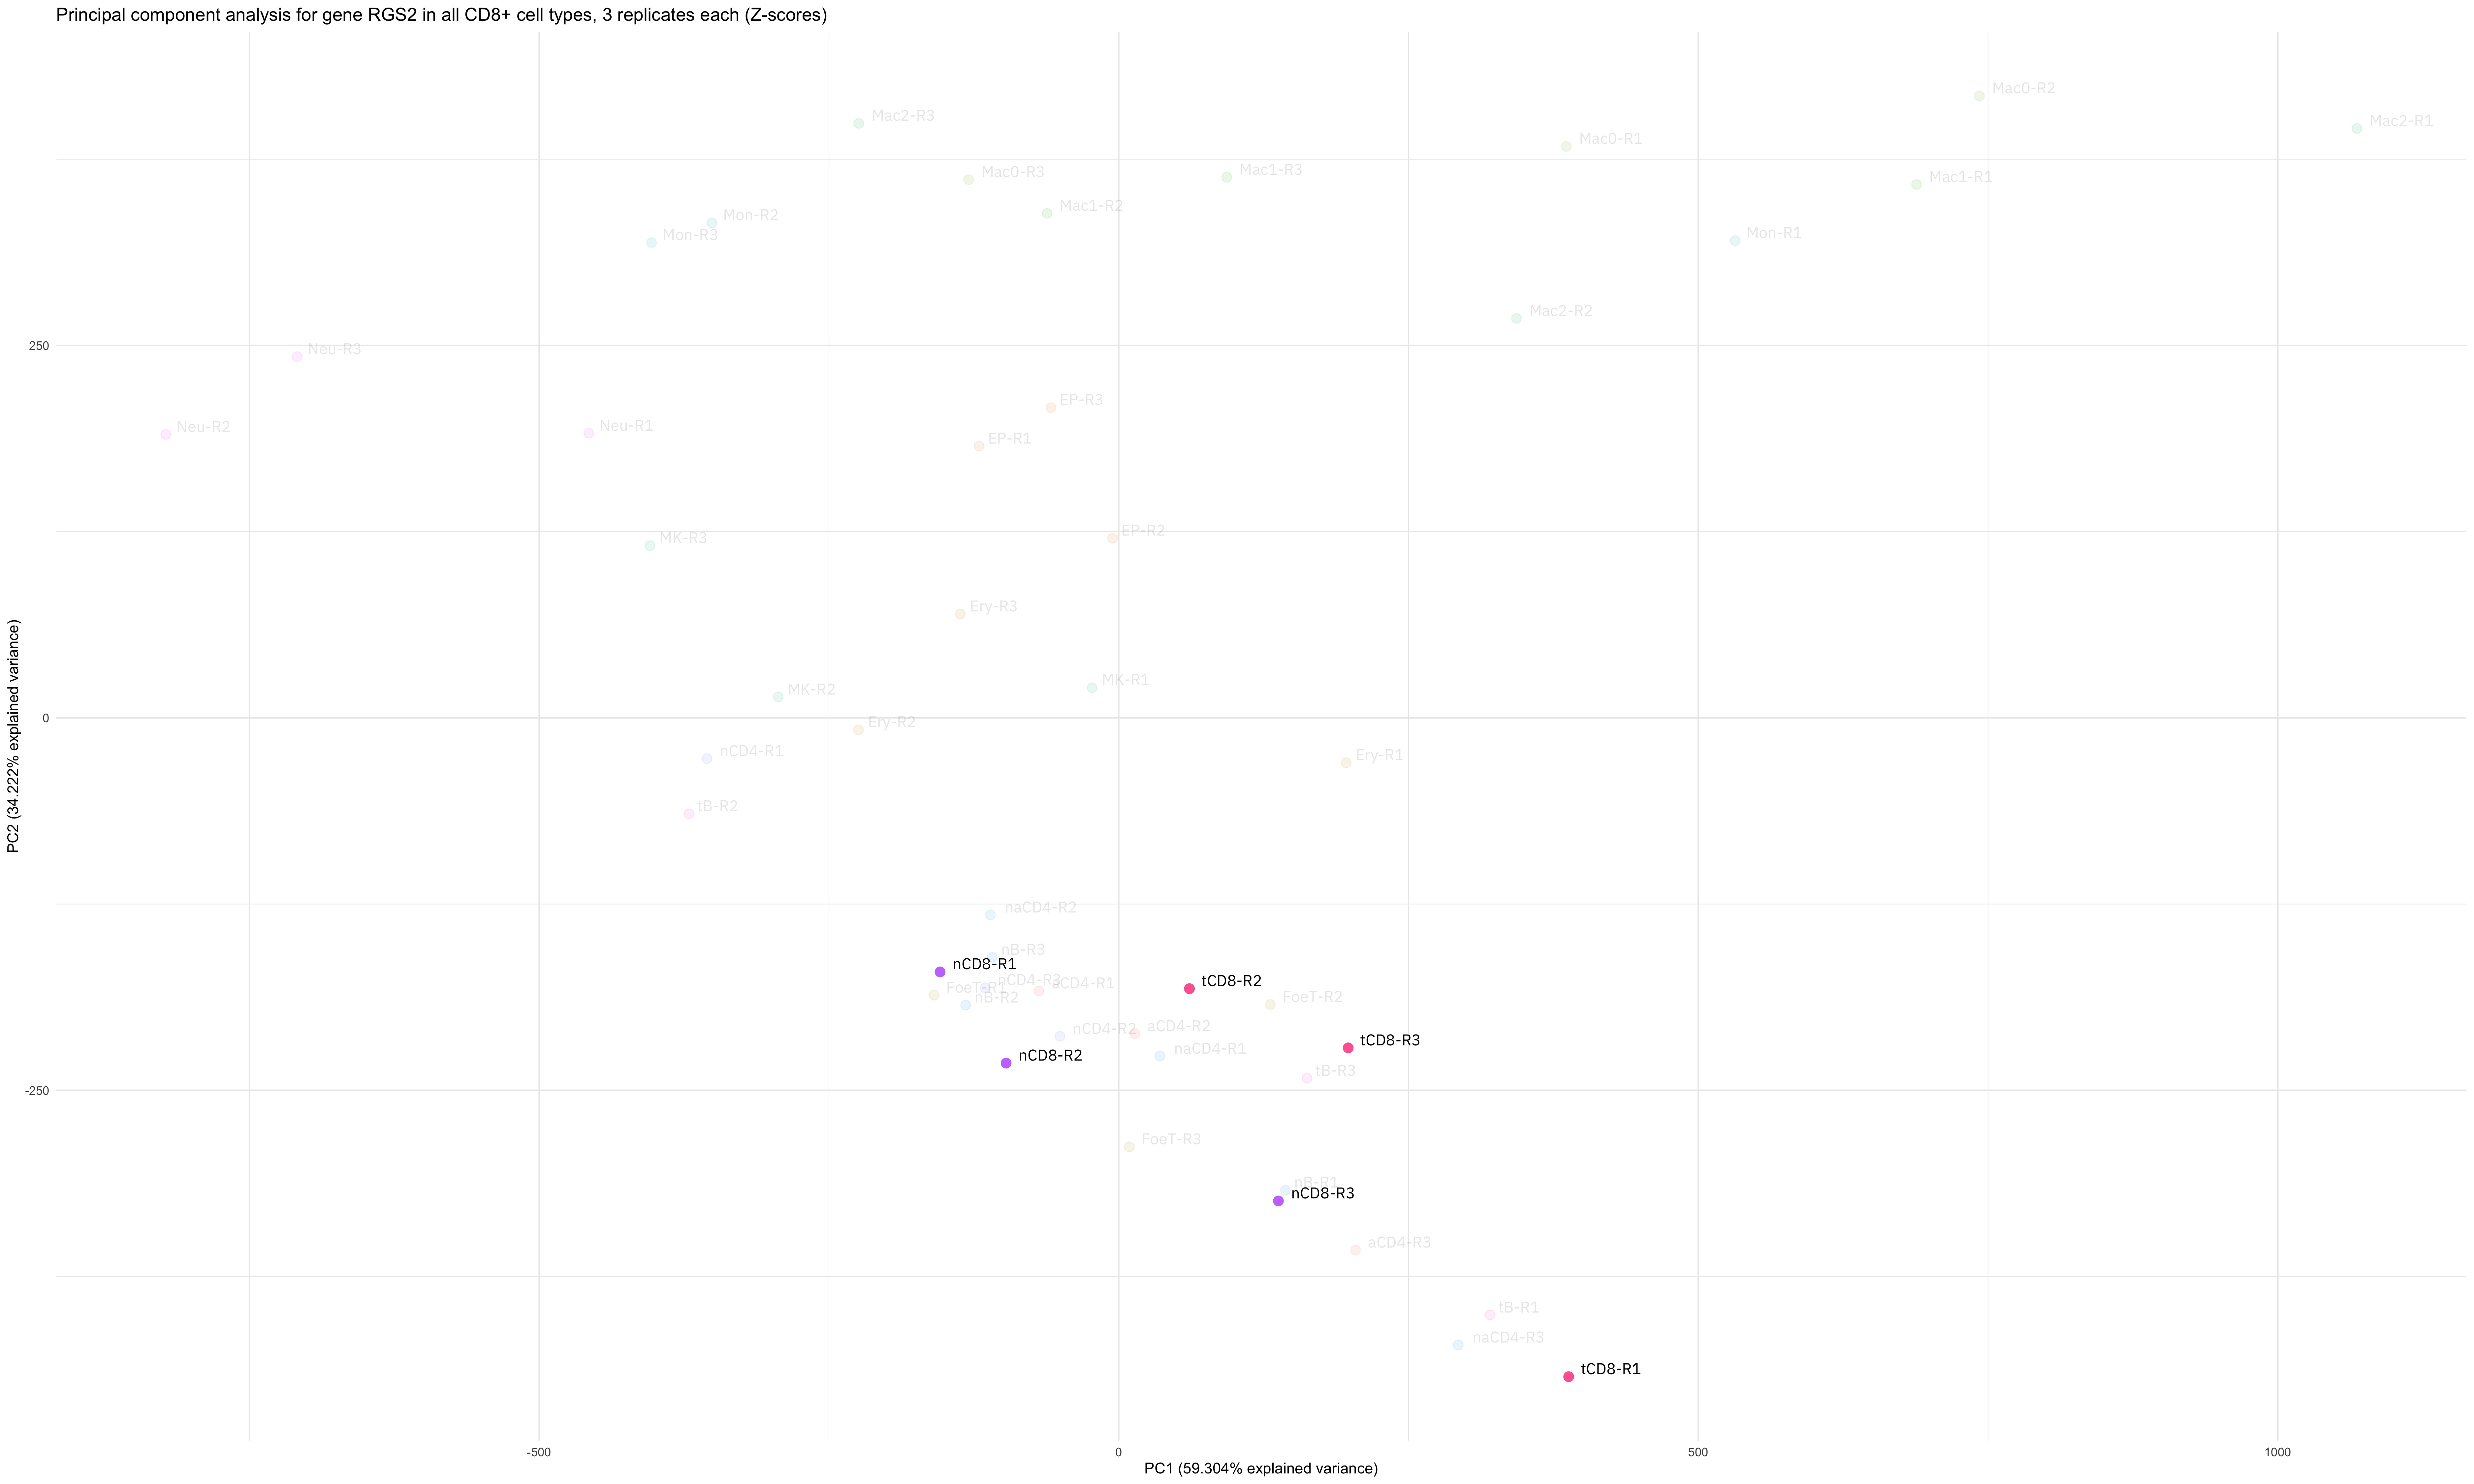 Principal component analysis for gene RGS2 in all CD8+ cell types, 3 replicates each (Z-scores)
Mac0-R2
Mac2-R3
Mac2-R1
Mac0-R1
Mac0-R3
Mac1-R3
Mac1-R1
Mac1-R2
Mon-R2
Mon-R3
Mon-R1
Mac2-R2
250
Neu-R3
EP-R3
Neu-R2
Neu-R1
EP-R1
EP-R2
MK-R3
Ery-R3
MK-R2
MK-R1
0
Ery-R2
nCD4-R1
Ery-R1
tB-R2
PC2 (34.222% explained variance)
naCD4-R2
nB-R3
nCD8-R1
nCD4-R3
aCD4-R1
tCD8-R2
FoeT-R1
nB-R2
FoeT-R2
nCD4-R2
aCD4-R2
tCD8-R3
naCD4-R1
nCD8-R2
tB-R3
-250
FoeT-R3
nB-R1
nCD8-R3
aCD4-R3
tB-R1
naCD4-R3
tCD8-R1
-500
0
500
1000
PC1 (59.304% explained variance)